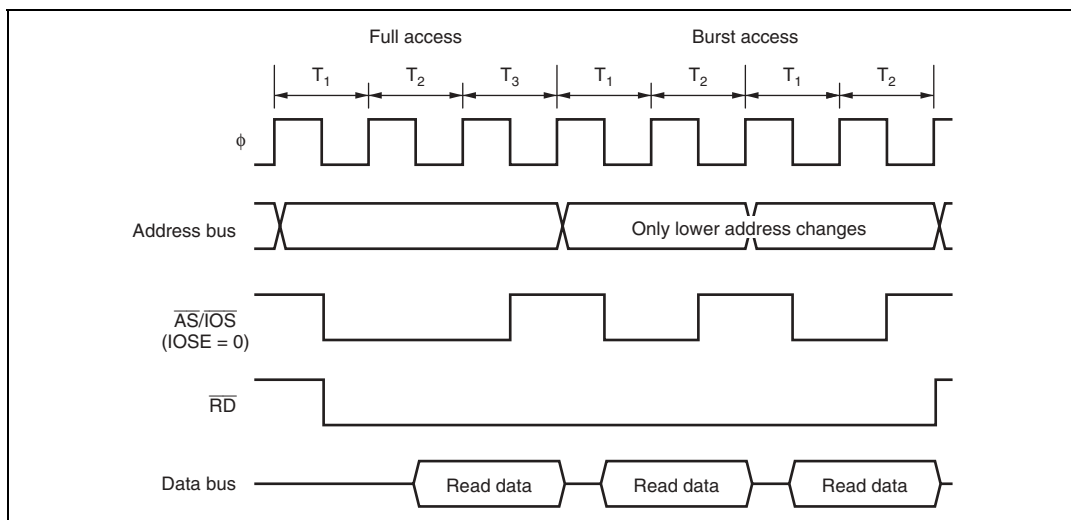 Full access Burst access
T1 T2 T3 T1 T2 T1 T2
φ
Address bus Only lower address changes
AS/IOS
(IOSE = 0)
RD
Data bus Read data Read data Read data